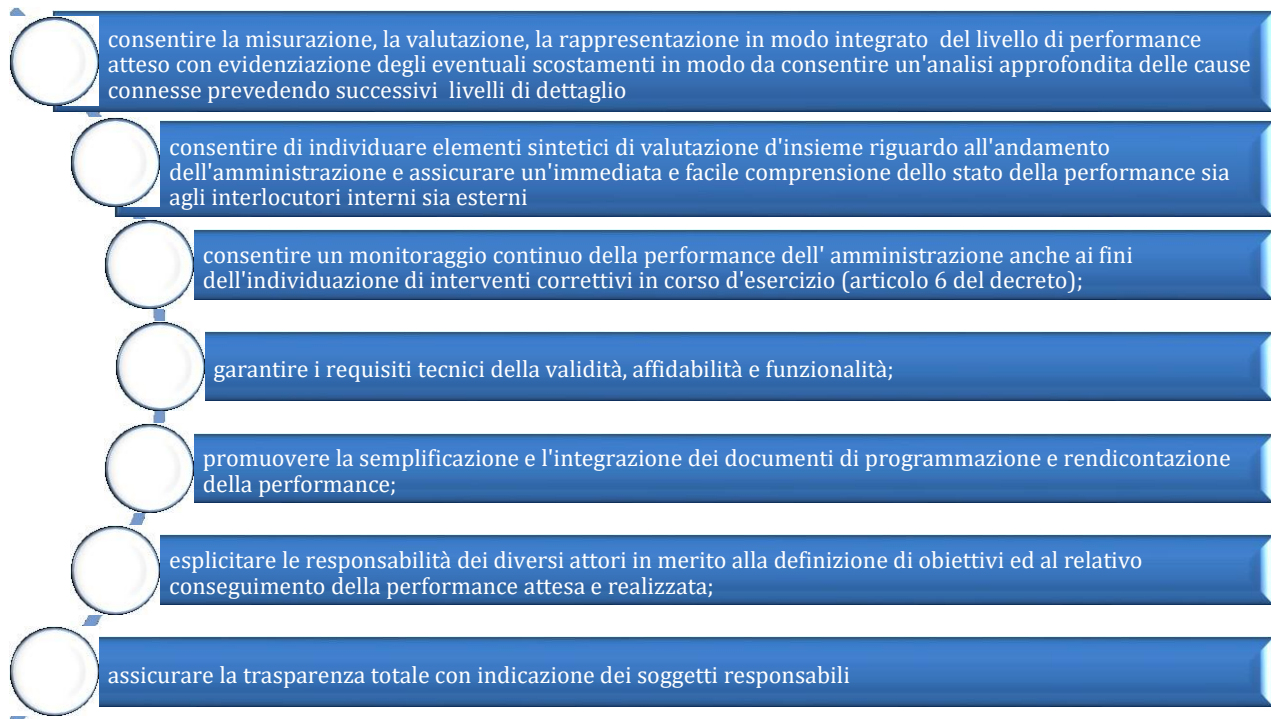 consentire la misurazione, la valutazione, la rappresentazione in modo integrato  del livello di performance
atteso con evidenziazione degli eventuali scostamenti in modo da consentire un'analisi approfondita delle cause
connesse prevedendo successivi  livelli di dettaglio
consentire di individuare elementi sintetici di valutazione d'insieme riguardo all'andamento
dell'amministrazione e assicurare un'immediata e facile comprensione dello stato della performance sia
agli interlocutori interni sia esterni
consentire un monitoraggio continuo della performance dell' amministrazione anche ai fini
dell'individuazione di interventi correttivi in corso d'esercizio (articolo 6 del decreto);
garantire i requisiti tecnici della validità, affidabilità e funzionalità;
promuovere la semplificazione e l'integrazione dei documenti di programmazione e rendicontazione
della performance;
esplicitare le responsabilità dei diversi attori in merito alla definizione di obiettivi ed al relativo
conseguimento della performance attesa e realizzata;
assicurare la trasparenza totale con indicazione dei soggetti responsabili